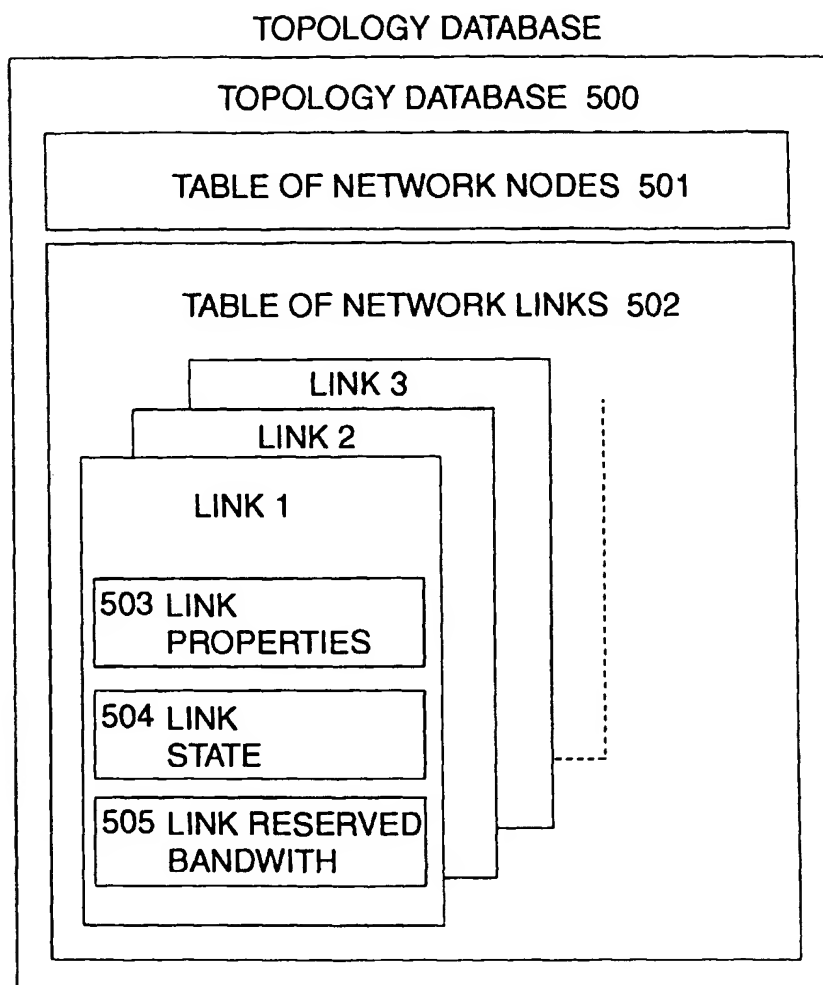 TOPOLOGY DATABASE
TOPOLOGY DATABASE 500
TABLE OF NETWORK NODES 501
TABLE OF NETWORK LINKS 502
LINK 3
LINK 2
LINK 1
503 LINK
PROPERTIES
504 LINK
STATE
505 LINK RESERVED
BANDWITH